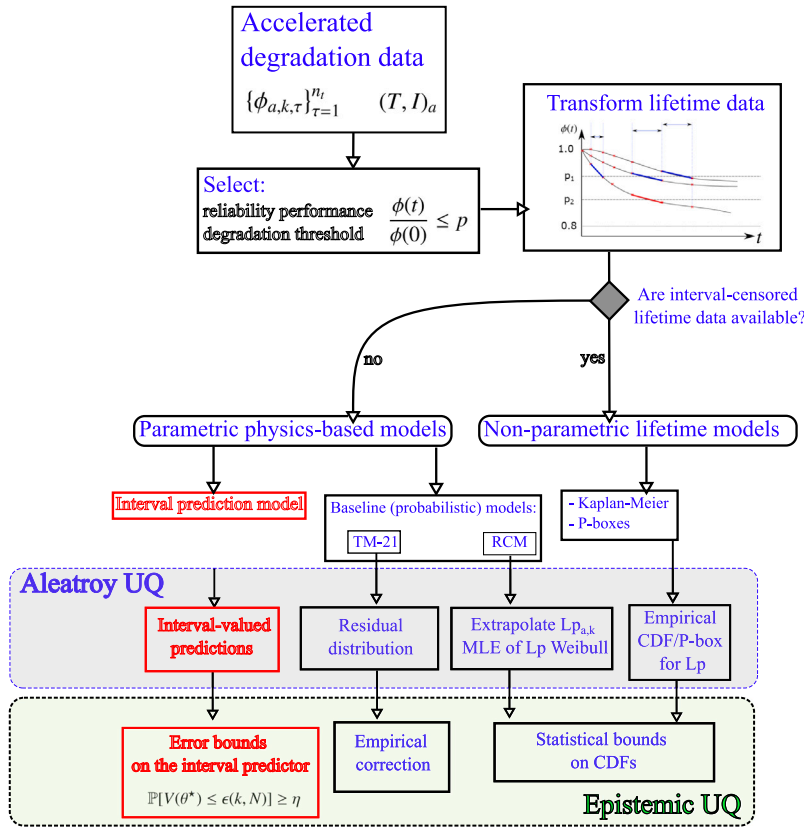 Accelerated
degradation data
{ϕ_{a,k,τ}}_{τ=1}^{n_t} (T, I)_a
Select:
reliability performance
degradation threshold
ϕ(t)/ϕ(0) ≤ p
Transform lifetime data
ϕ(t)
1.0
p₁
p₂
0.8
t
Are interval-censored
lifetime data available?
no
yes
Parametric physics-based models
Non-parametric lifetime models
Interval prediction model
Baseline (probabilistic) models:
TM-21
RCM
- Kaplan-Meier
- P-boxes
Aleatroy UQ
Interval-valued
predictions
Residual
distribution
Extrapolate Lp_{a,k}
MLE of Lp Weibull
Empirical
CDF/P-box
for Lp
Error bounds
on the interval predictor
ℙ[V(θ*) ≤ ϵ(k, N)] ≥ η
Empirical
correction
Statistical bounds
on CDFs
Epistemic UQ